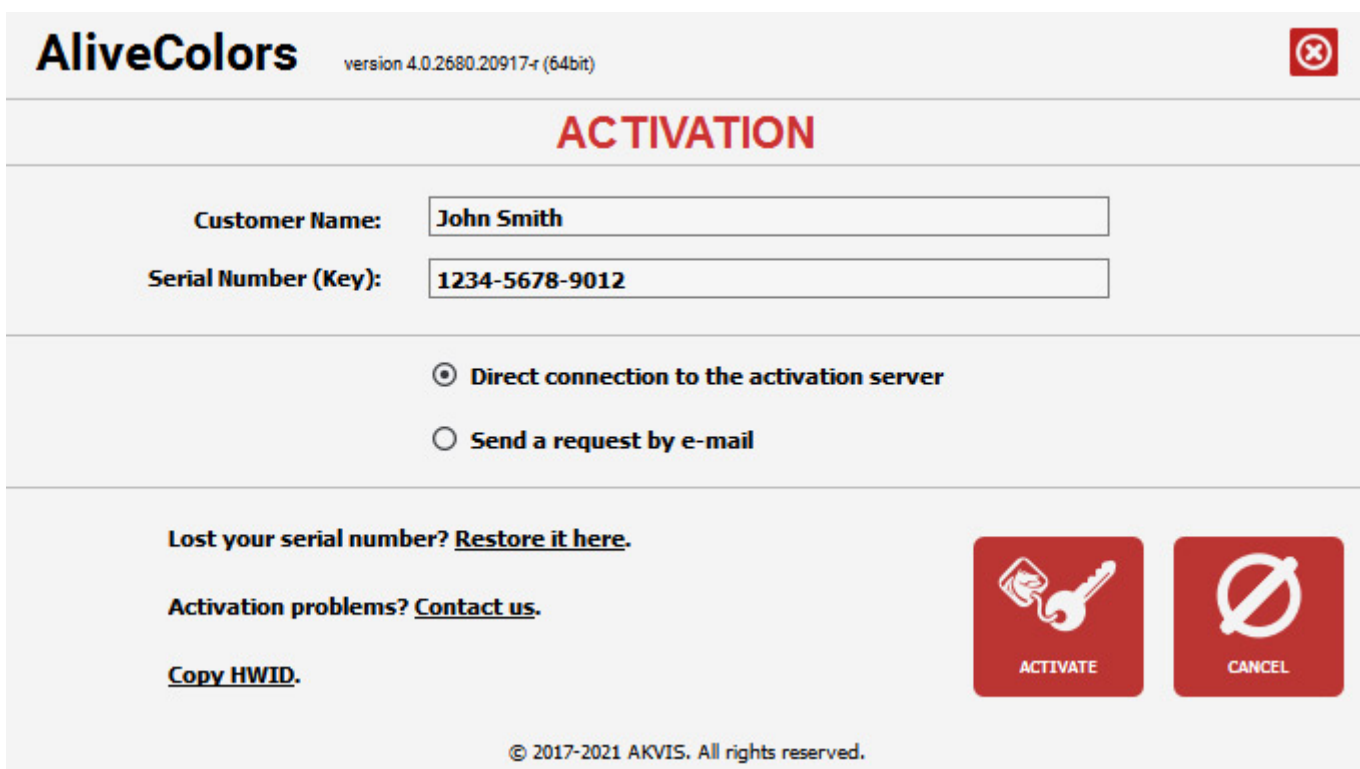 AliveColors version 4.0.2680.20917-r (64bit)
ACTIVATION
Customer Name: John Smith
Serial Number (Key): 1234-5678-9012
Direct connection to the activation server
Send a request by e-mail
Lost your serial number? Restore it here.
Activation problems? Contact us.
Copy HWID.
ACTIVATE
CANCEL
© 2017-2021 AKVIS. All rights reserved.